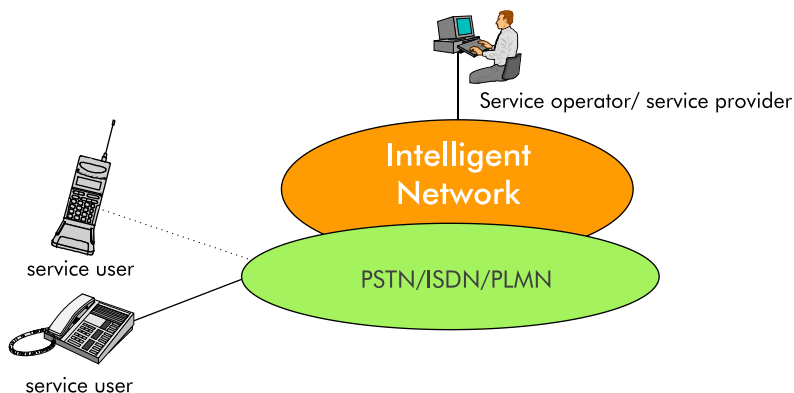 Service operator/ service provider
Intelligent
Network
service user
PSTN/ISDN/PLMN
service user